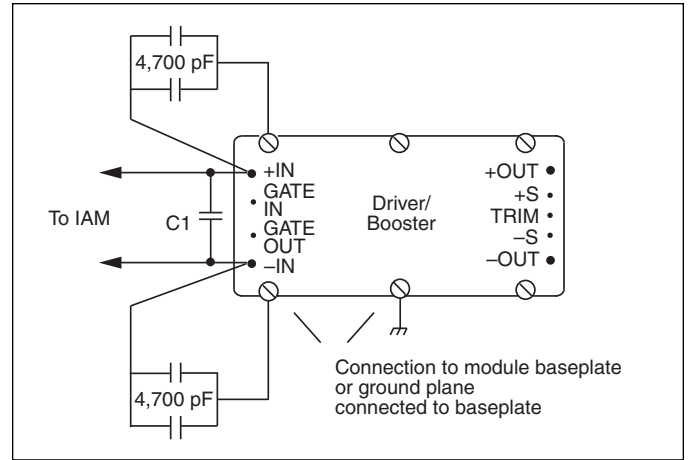 4,700 pF
+IN
GATE
IN
GATE
OUT
–IN
To IAM
C1
Driver/
Booster
+OUT
+S
TRIM
–S
–OUT
4,700 pF
Connection to module baseplate
or ground plane
connected to baseplate